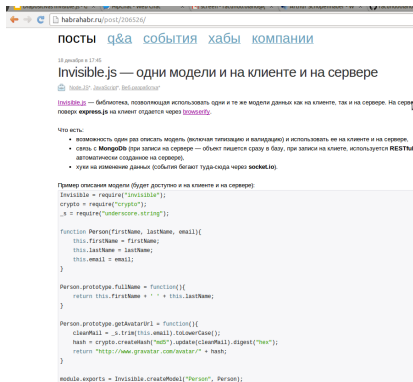 habrahabr.ru/post/206526/
посты q&a события хабы компании
18 декабря в 17:45
Invisible.js — одни модели и на клиенте и на сервере
Node.JS*, JavaScript*, Веб-разработка*
Invisible.js — библиотека, позволяющая использовать одни и те же модели данных как на клиенте, так и на сервере. На серве
поверх express.js на клиент отдается через browserify.
Что есть:
возможность один раз описать модель (включая типизацию и валидацию) и использовать ее на клиенте и на сервере,
связь с MongoDb (при записи на сервере — объект пишется сразу в базу, при записи на клиете, используется RESTfu
автоматически созданное на сервере),
хуки на изменение данных (события бегают туда-сюда через socket.io).
Пример описания модели (будет доступно и на клиенте и на сервере):
Invisible = require("invisible");
crypto = require("crypto");
_s = require("underscore.string");
function Person(firstName, lastName, email){
this.firstName = firstName;
this.lastName = lastName;
this.email = email;
}
Person.prototype.fullName = function(){
return this.firstName + ' ' + this.lastName;
}
Person.prototype.getAvatarUrl = function(){
cleanMail = _s.trim(this.email).toLowerCase();
hash = crypto.createHash("md5").update(cleanMail).digest("hex");
return "http://www.gravatar.com/avatar/" + hash;
}
module.exports = Invisible.createModel("Person", Person);